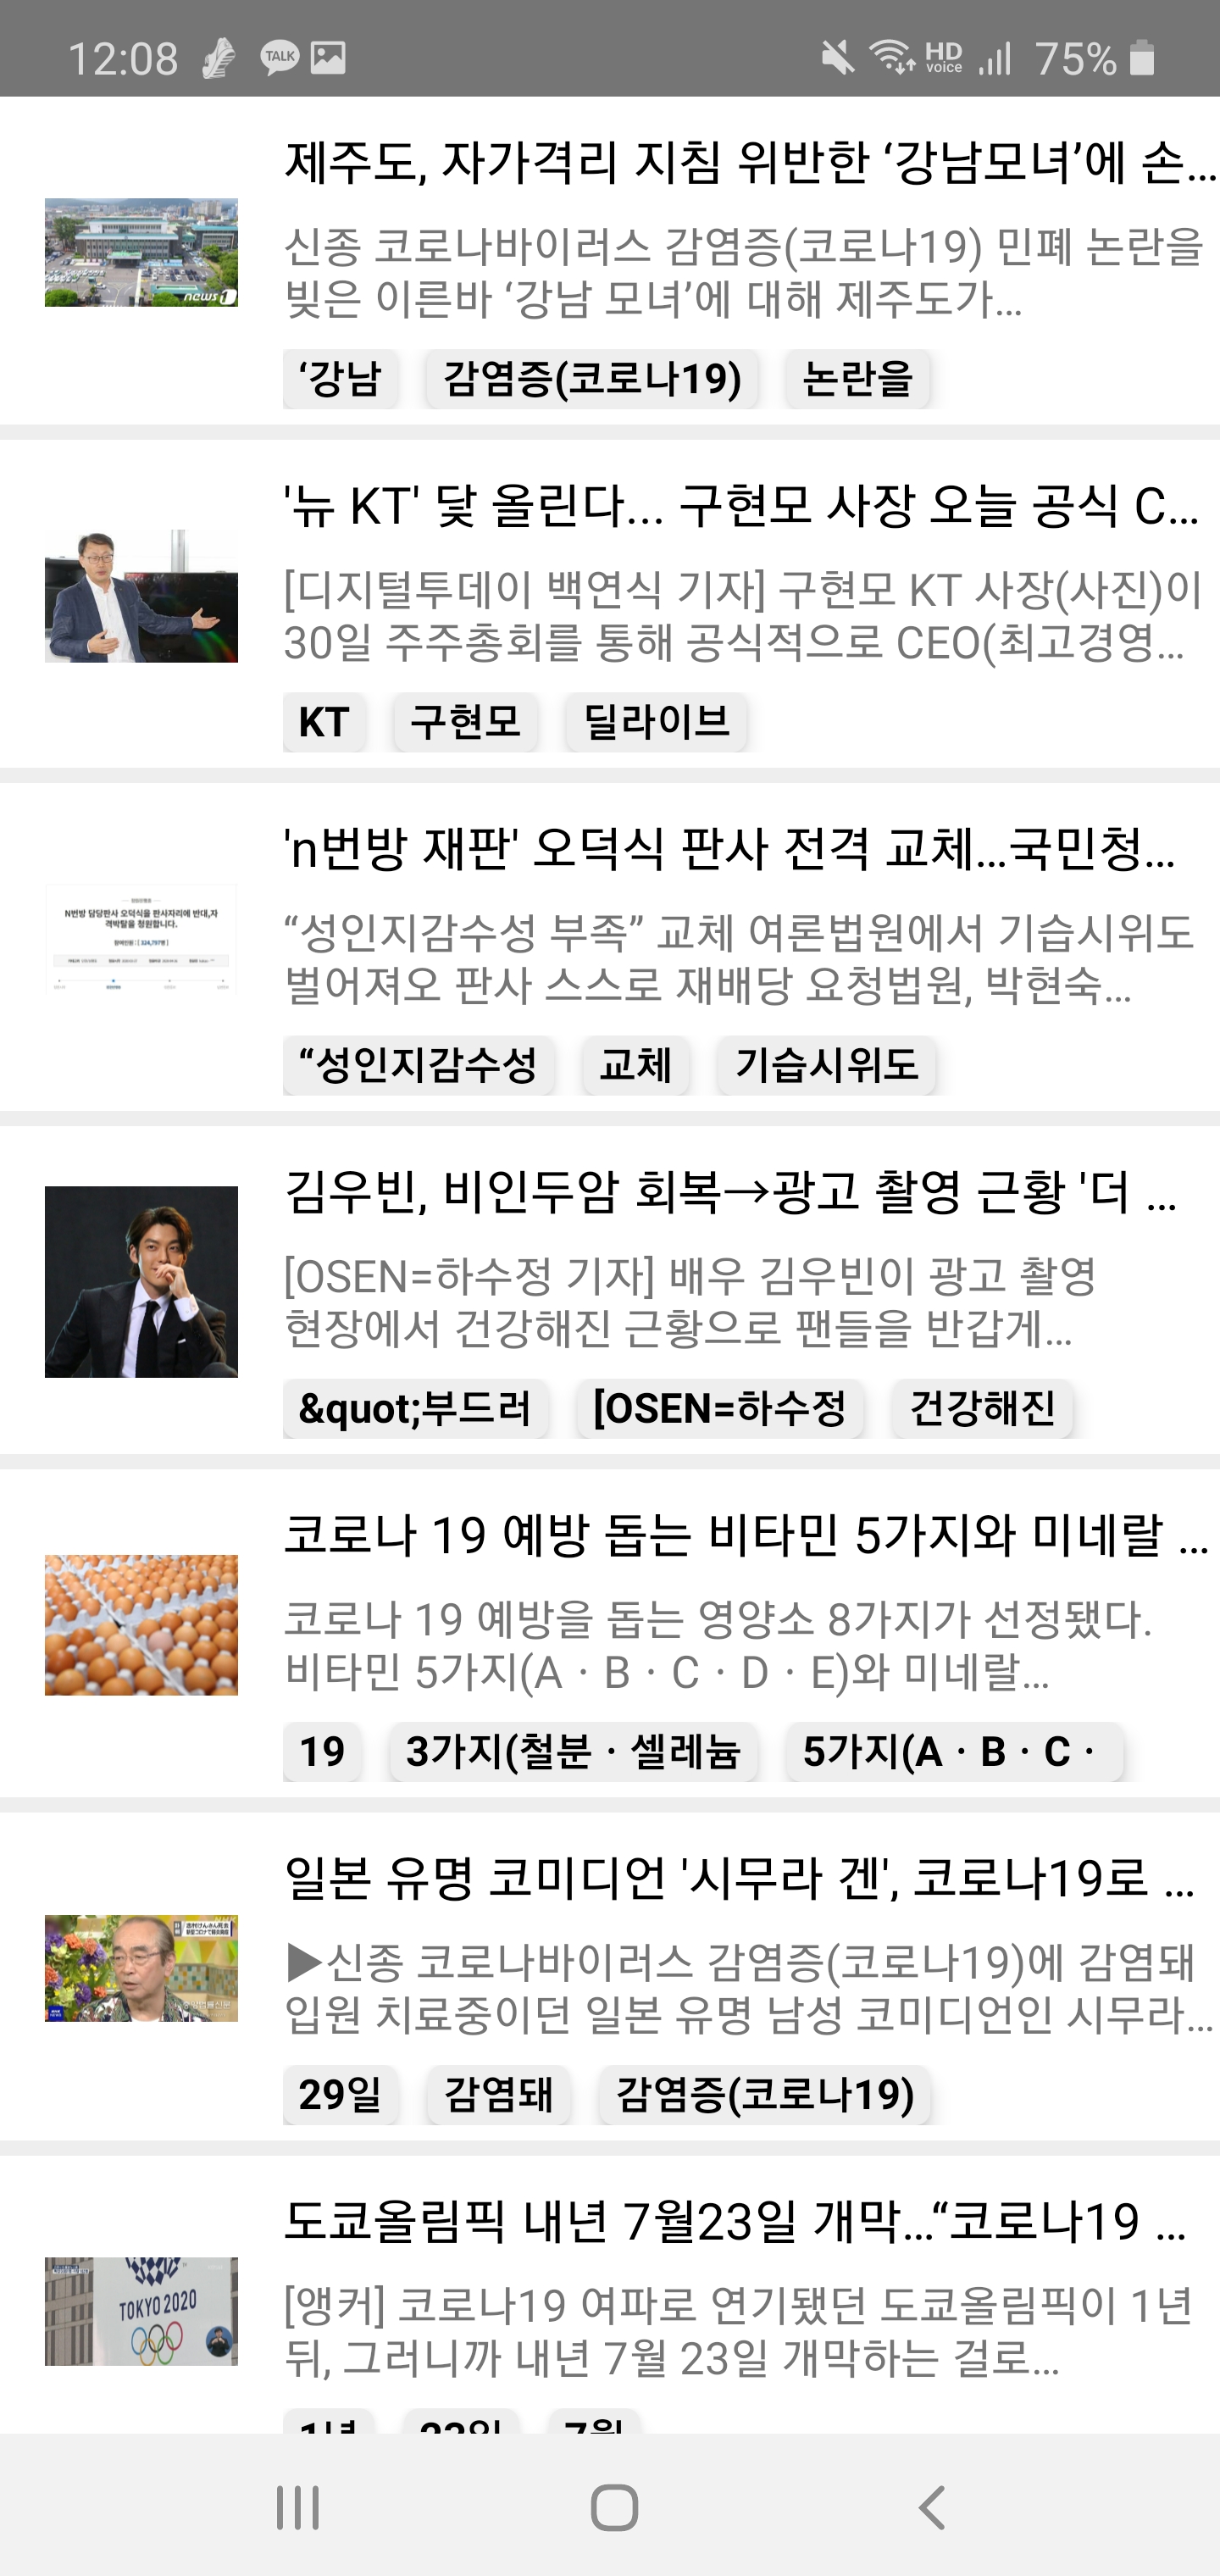 12:08
TALK
HD voice
75%
제주도, 자가격리 지침 위반한 ‘강남모녀’에 손...
news1
신종 코로나바이러스 감염증(코로나19) 민폐 논란을
빚은 이른바 ‘강남 모녀’에 대해 제주도가...
‘강남 감염증(코로나19) 논란을
'뉴 KT' 닻 올린다... 구현모 사장 오늘 공식 C...
[디지털투데이 백연식 기자] 구현모 KT 사장(사진)이
30일 주주총회를 통해 공식적으로 CEO(최고경영...
KT 구현모 딜라이브
'n번방 재판' 오덕식 판사 전격 교체...국민청...
N번방 담당판사 오덕식을 판사자리에 반대,자
격박탈을 청원합니다.
참여인원 : [ 324,797명 ]
“성인지감수성 부족” 교체 여론법원에서 기습시위도
벌어져오 판사 스스로 재배당 요청법원, 박현숙...
“성인지감수성 교체 기습시위도
김우빈, 비인두암 회복→광고 촬영 근황 '더 ...
[OSEN=하수정 기자] 배우 김우빈이 광고 촬영
현장에서 건강해진 근황으로 팬들을 반갑게...
&quot;부드러 [OSEN=하수정 건강해진
코로나 19 예방 돕는 비타민 5가지와 미네랄 ...
코로나 19 예방을 돕는 영양소 8가지가 선정됐다.
비타민 5가지(A · B · C · D · E)와 미네랄...
19 3가지(철분 · 셀레늄 5가지(A · B · C ·
일본 유명 코미디언 '시무라 겐', 코로나19로 ...
▶신종 코로나바이러스 감염증(코로나19)에 감염돼
입원 치료중이던 일본 유명 남성 코미디언인 시무라...
29일 감염돼 감염증(코로나19)
도쿄올림픽 내년 7월23일 개막...“코로나19 ...
TOKYO 2020
[앵커] 코로나19 여파로 연기됐던 도쿄올림픽이 1년
뒤, 그러니까 내년 7월 23일 개막하는 걸로...
1년 23일 7월